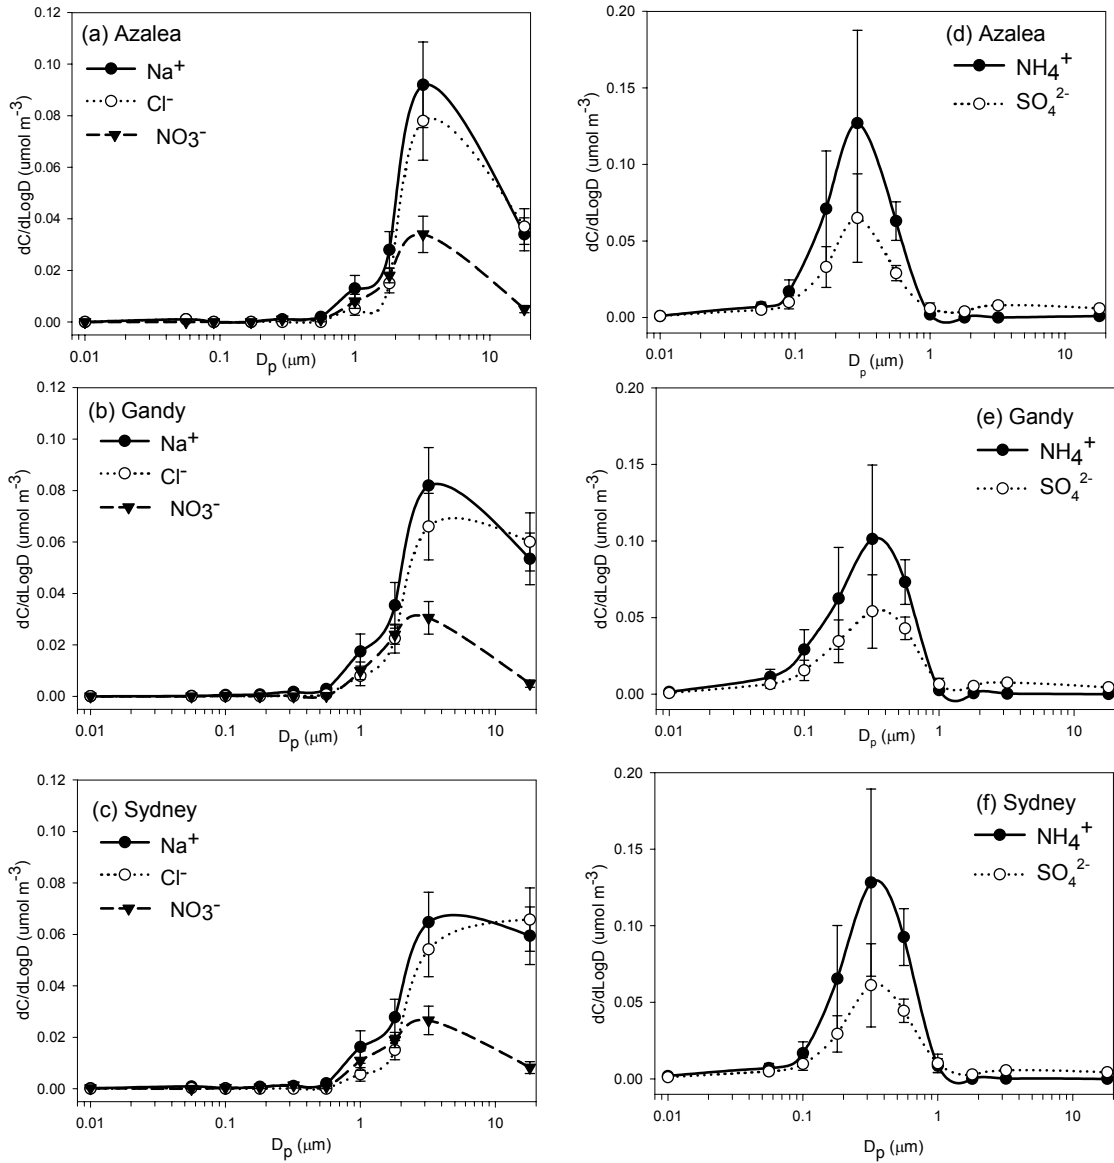 (a) Azalea
Na+
Cl-
NO3-
dC/dLogD (umol m-3)
0.12
0.10
0.08
0.06
0.04
0.02
0.00
0.01 0.1 1 10
Dp (μm)
(d) Azalea
NH4+
SO42-
dC/dLogD (umol m-3)
0.20
0.15
0.10
0.05
0.00
0.01 0.1 1 10
Dp (μm)
(b) Gandy
Na+
Cl-
NO3-
dC/dLogD (umol m-3)
0.12
0.10
0.08
0.06
0.04
0.02
0.00
0.01 0.1 1 10
Dp (μm)
(e) Gandy
NH4+
SO42-
dC/dLogD (umol m-3)
0.20
0.15
0.10
0.05
0.00
0.01 0.1 1 10
Dp (μm)
(c) Sydney
Na+
Cl-
NO3-
dC/dLogD (umol m-3)
0.12
0.10
0.08
0.06
0.04
0.02
0.00
0.01 0.1 1 10
Dp (μm)
(f) Sydney
NH4+
SO42-
dC/dLogD (umol m-3)
0.20
0.15
0.10
0.05
0.00
0.01 0.1 1 10
Dp (μm)